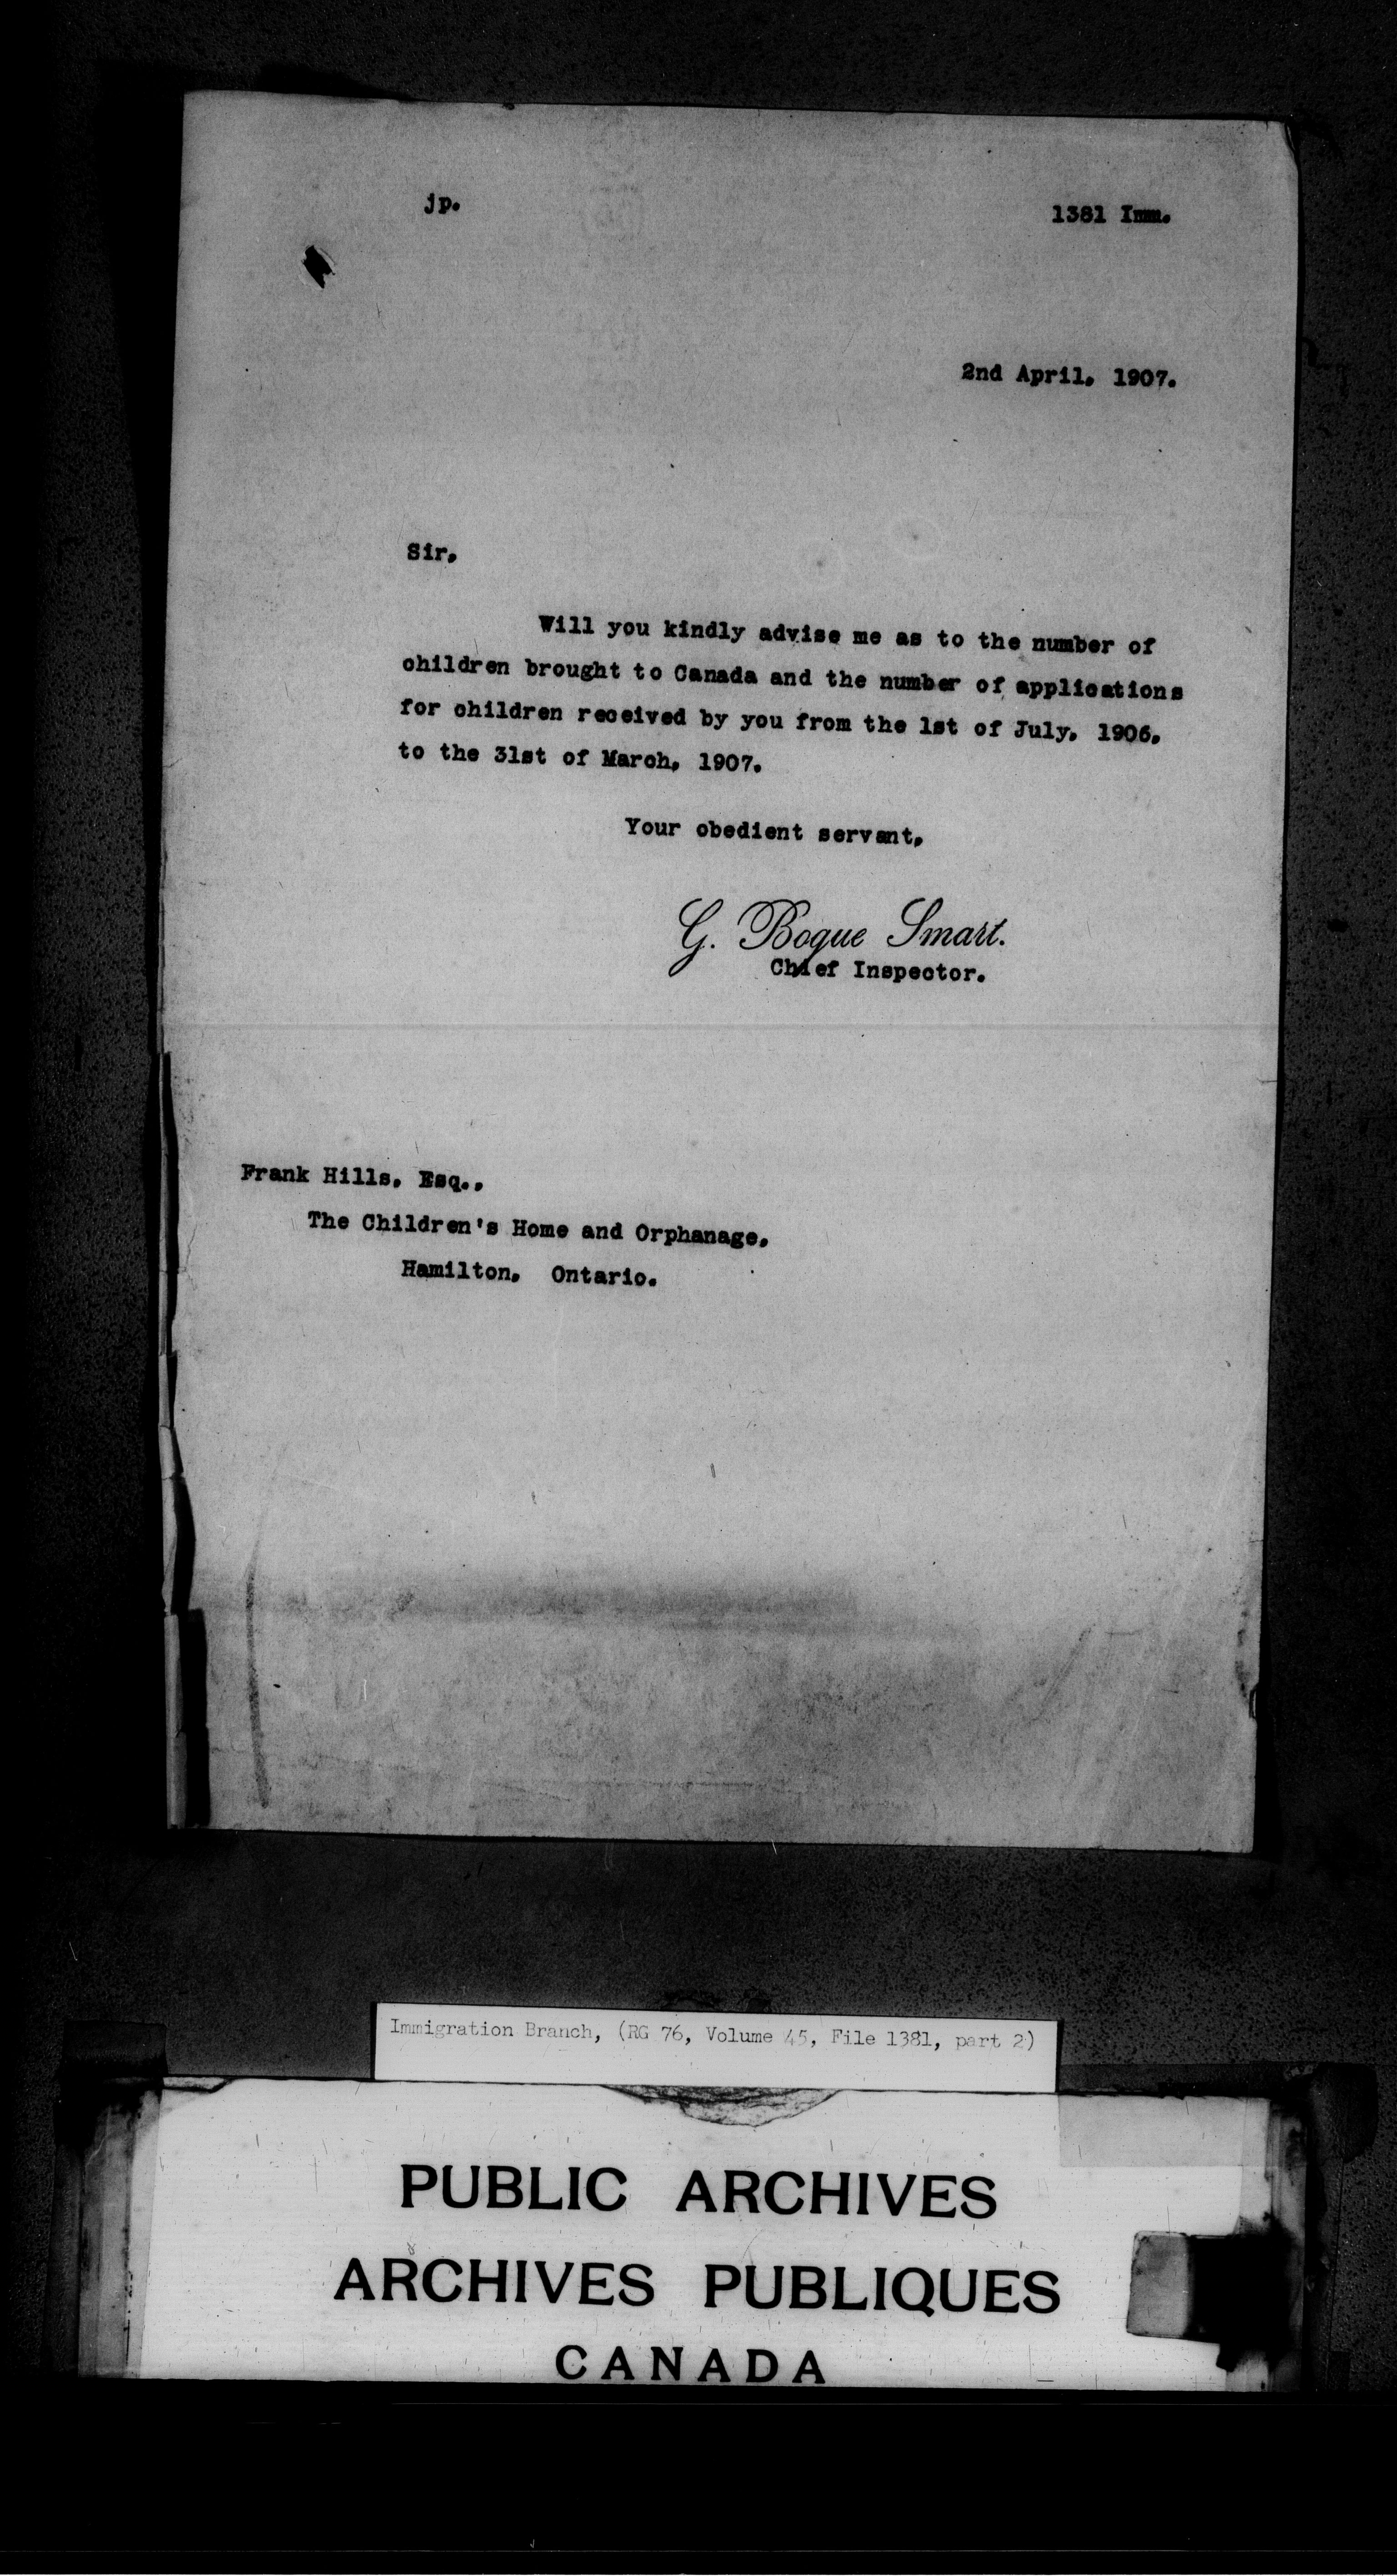 jp.
1381 Imm.
2nd April, 1907.
Sir,
Will you kindly advise me as to the number of
children brought to Canada and the number of applications
for children received by you from the 1st of July, 1906,
to the 31st of March, 1907.
Your obedient servant,
G. Bogue Smart.
Chief Inspector.
Frank Hills, Esq.,
The Children's Home and Orphanage,
Hamilton, Ontario.
Immigration Branch, (RG 76, Volume 45, File 1381, part 2)
PUBLIC ARCHIVES
ARCHIVES PUBLIQUES
CANADA